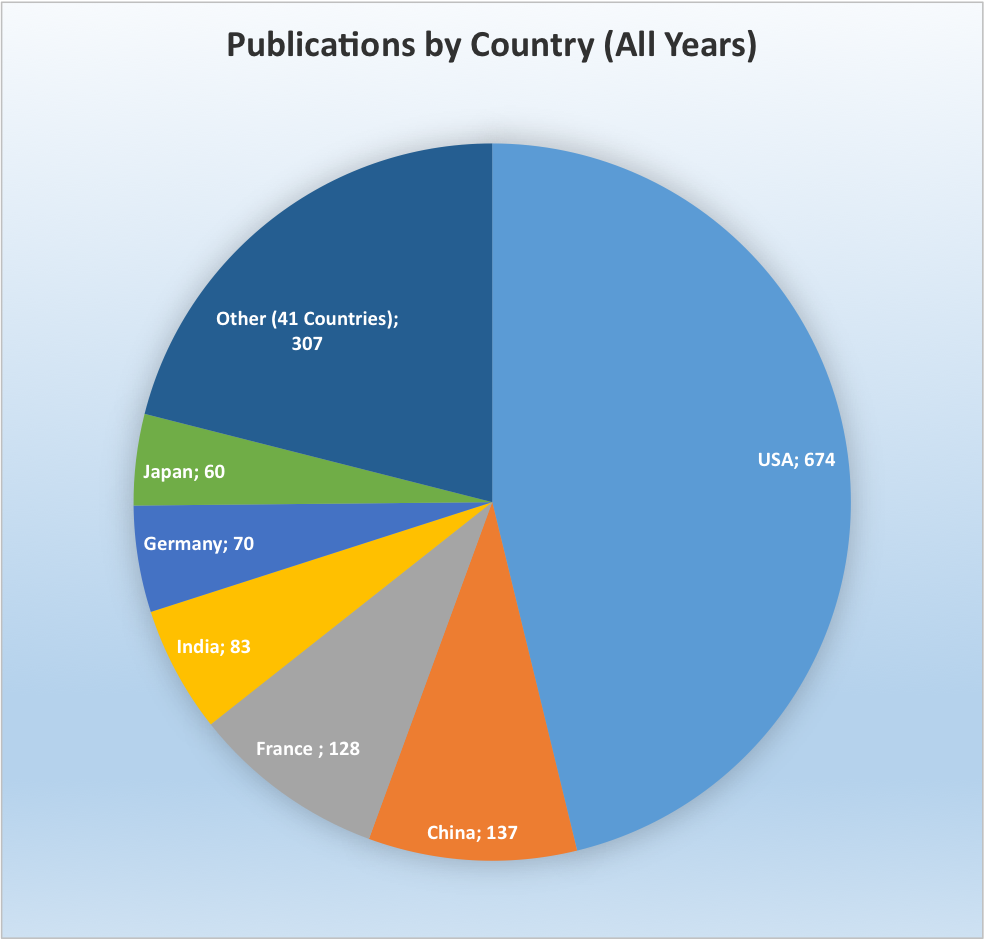 Publications by Country (All Years)
Other (41 Countries);
307
USA; 674
Japan; 60
Germany; 70
India; 83
France ; 128
China; 137